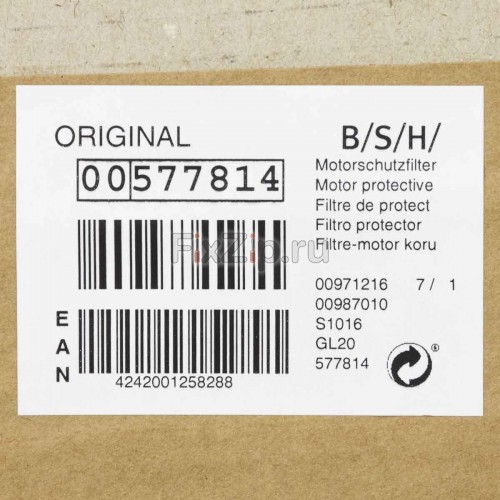 ORIGINAL
00577814
B/S/H/
Motorschutzfilter
Motor protective
Filtre de protect
Filtro protector
Filtre-motor koru
FixZip.ru
00971216 7 / 1
00987010
S1016
GL20
577814
EAN
4242001258288
®